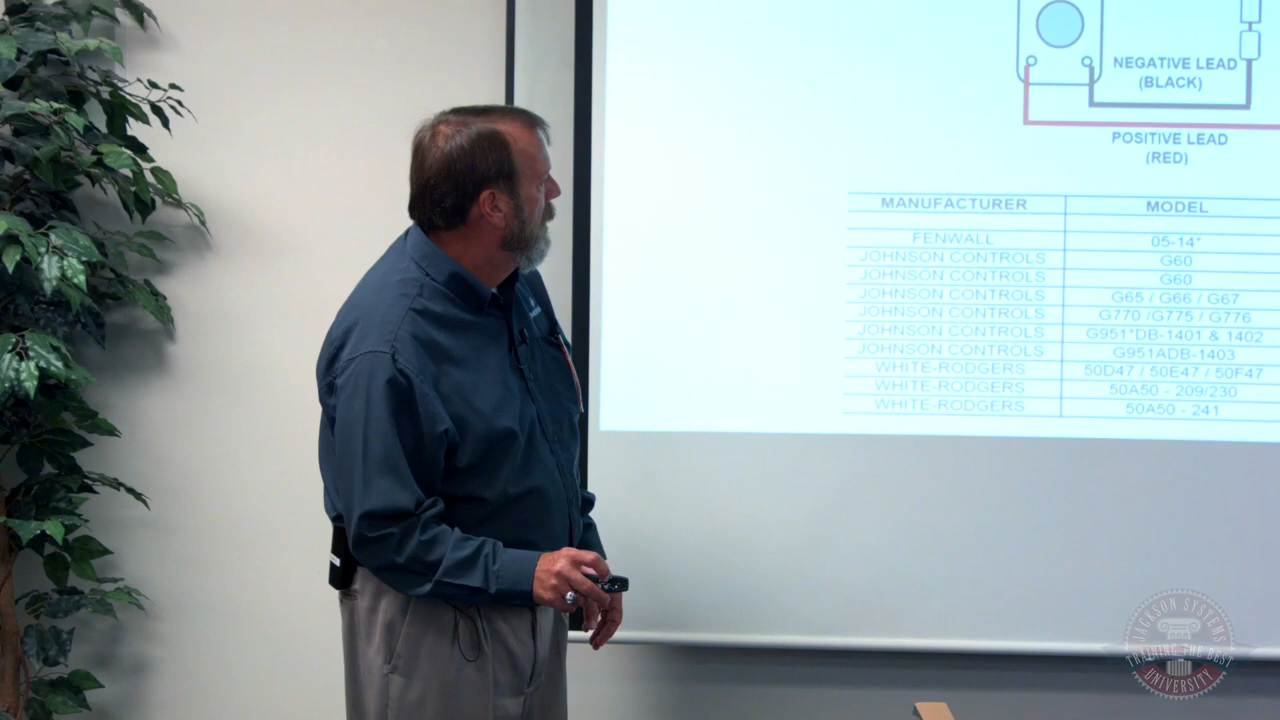 NEGATIVE LEAD
(BLACK)
POSITIVE LEAD
(RED)
MANUFACTURER MODEL
FENWALL 05-14*
JOHNSON CONTROLS G60
JOHNSON CONTROLS G60
JOHNSON CONTROLS G65 / G66 / G67
JOHNSON CONTROLS G770 /G775 / G776
JOHNSON CONTROLS G951*DB-1401 & 1402
JOHNSON CONTROLS G951ADB-1403
WHITE-RODGERS 50D47 / 50E47 / 50F47
WHITE-RODGERS 50A50 - 209/230
WHITE-RODGERS 50A50 - 241
JACKSON SYSTEMS
TRAINING THE BEST
UNIVERSITY